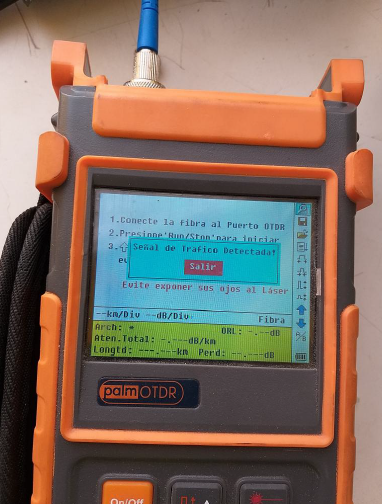 1.Conecte la fibra al Puerto OTDR
2.Presione'Run/Stop'para iniciar
3.
Señal de Trafico Detectada!
Salir
Evite exponer sus ojos al Láser
--km/Div --dB/Div-
Fibra
Arch: *
ORL: -.--dB
Aten.Total: -.---dB/km
Longtd: ---.---km Perd: --.---dB
palmOTDR
On/Off